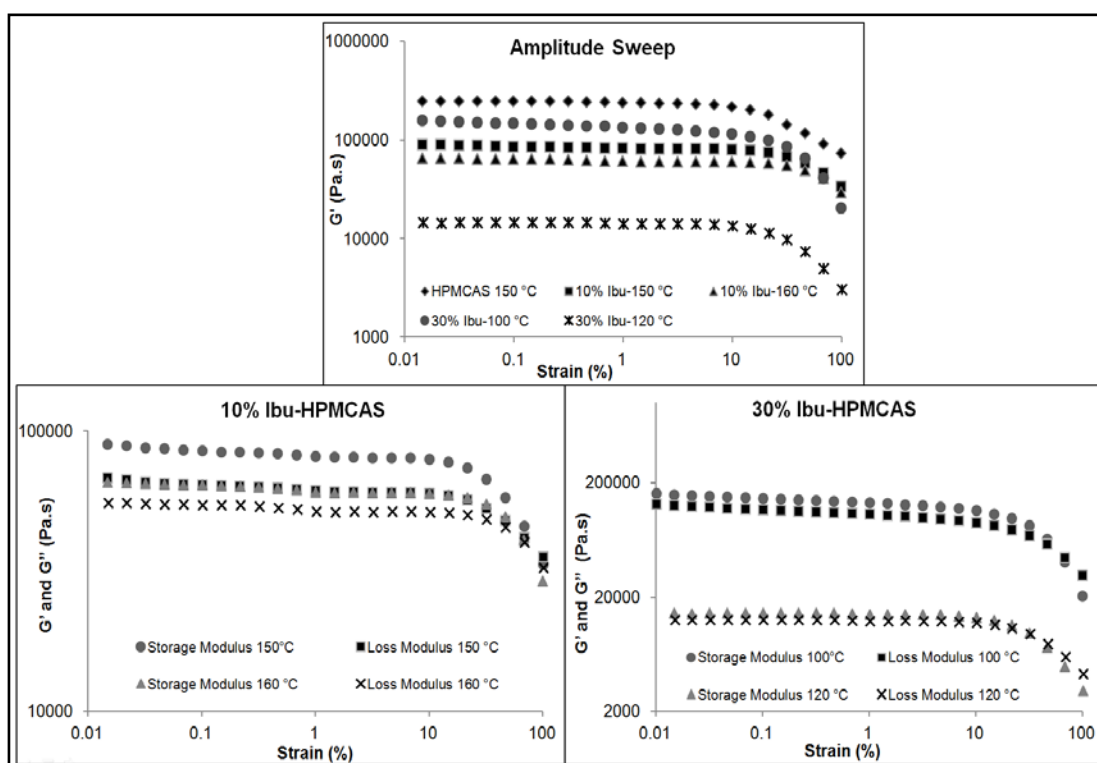 Amplitude Sweep
1000000
100000
10000
1000
G' (Pa.s)
HPMCAS 150 °C
10% Ibu-150 °C
10% Ibu-160 °C
30% Ibu-100 °C
30% Ibu-120 °C
0.01
0.1
1
10
100
Strain (%)
10% Ibu-HPMCAS
100000
10000
G' and G" (Pa.s)
Storage Modulus 150°C
Loss Modulus 150 °C
Storage Modulus 160 °C
Loss Modulus 160 °C
0.01
0.1
1
10
100
Strain (%)
30% Ibu-HPMCAS
200000
20000
2000
G' and G" (Pa.s)
Storage Modulus 100°C
Loss Modulus 100 °C
Storage Modulus 120 °C
Loss Modulus 120 °C
0.01
0.1
1
10
100
Strain (%)